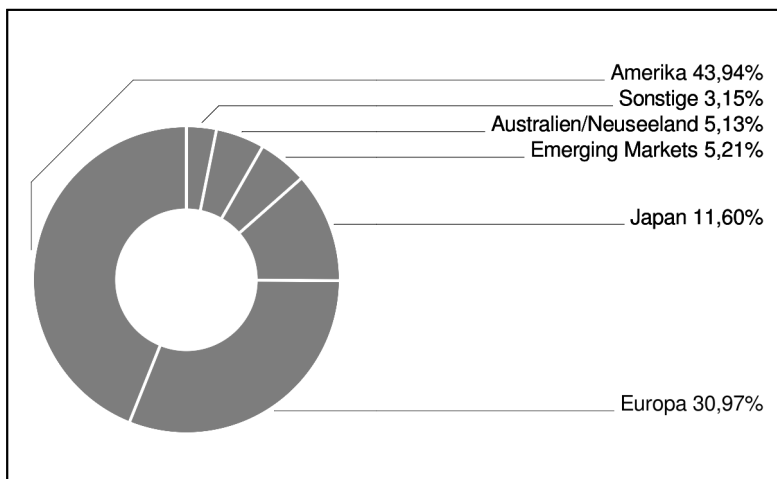 Amerika 43,94%
Sonstige 3,15%
Australien/Neuseeland 5,13%
Emerging Markets 5,21%
Japan 11,60%
Europa 30,97%